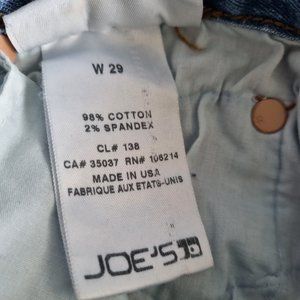 W 29
98% COTTON
2% SPANDEX
CL# 138
CA# 35037 RN# 106214
MADE IN USA
FABRIQUE AUX ETATS-UNIS
JOE'S